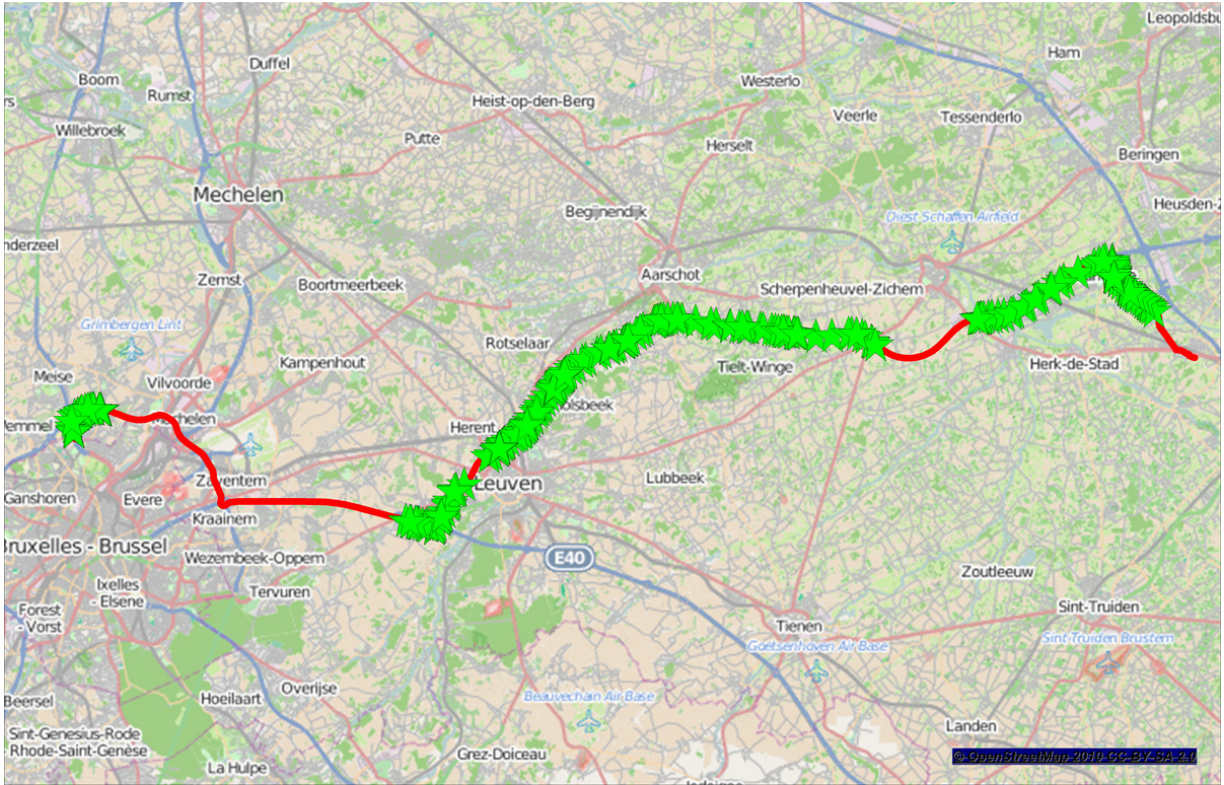 Leopoldsbu
Ham
Duffel
Boom
Westerlo
Rumst
Heist-op-den-Berg
Veerle
Tessenderlo
Willebroek
Putte
Herselt
Beringen
Mechelen
Heusden-Z
Begijnendijk
Diest-Schaffen Airfield
nderzeel
Aarschot
Zemst
Boortmeerbeek
Scherpenheuvel-Zichem
Grimbergen Lint
Rotselaar
Kampenhout
Tielt-Winge
Herk-de-Stad
Meise
Vilvoorde
olsbeek
Wemmel
Machelen
Herent
Zaventem
Lubbeek
Leuven
Ganshoren
Evere
Kraainem
Bruxelles - Brussel
Wezembeek-Oppem
E40
Zoutleeuw
Ixelles
- Elsene
Tervuren
Forest
- Vorst
Sint-Truiden
Tienen
Goetsenhoven Air Base
Sint-Truiden Brustem
Overijse
Beersel
Hoeilaart
Beauvechain Air Base
Landen
Sint-Genesius-Rode
- Rhode-Saint-Genèse
Grez-Doiceau
La Hulpe
© OpenStreetMap 2010 CC-BY-SA-2.0